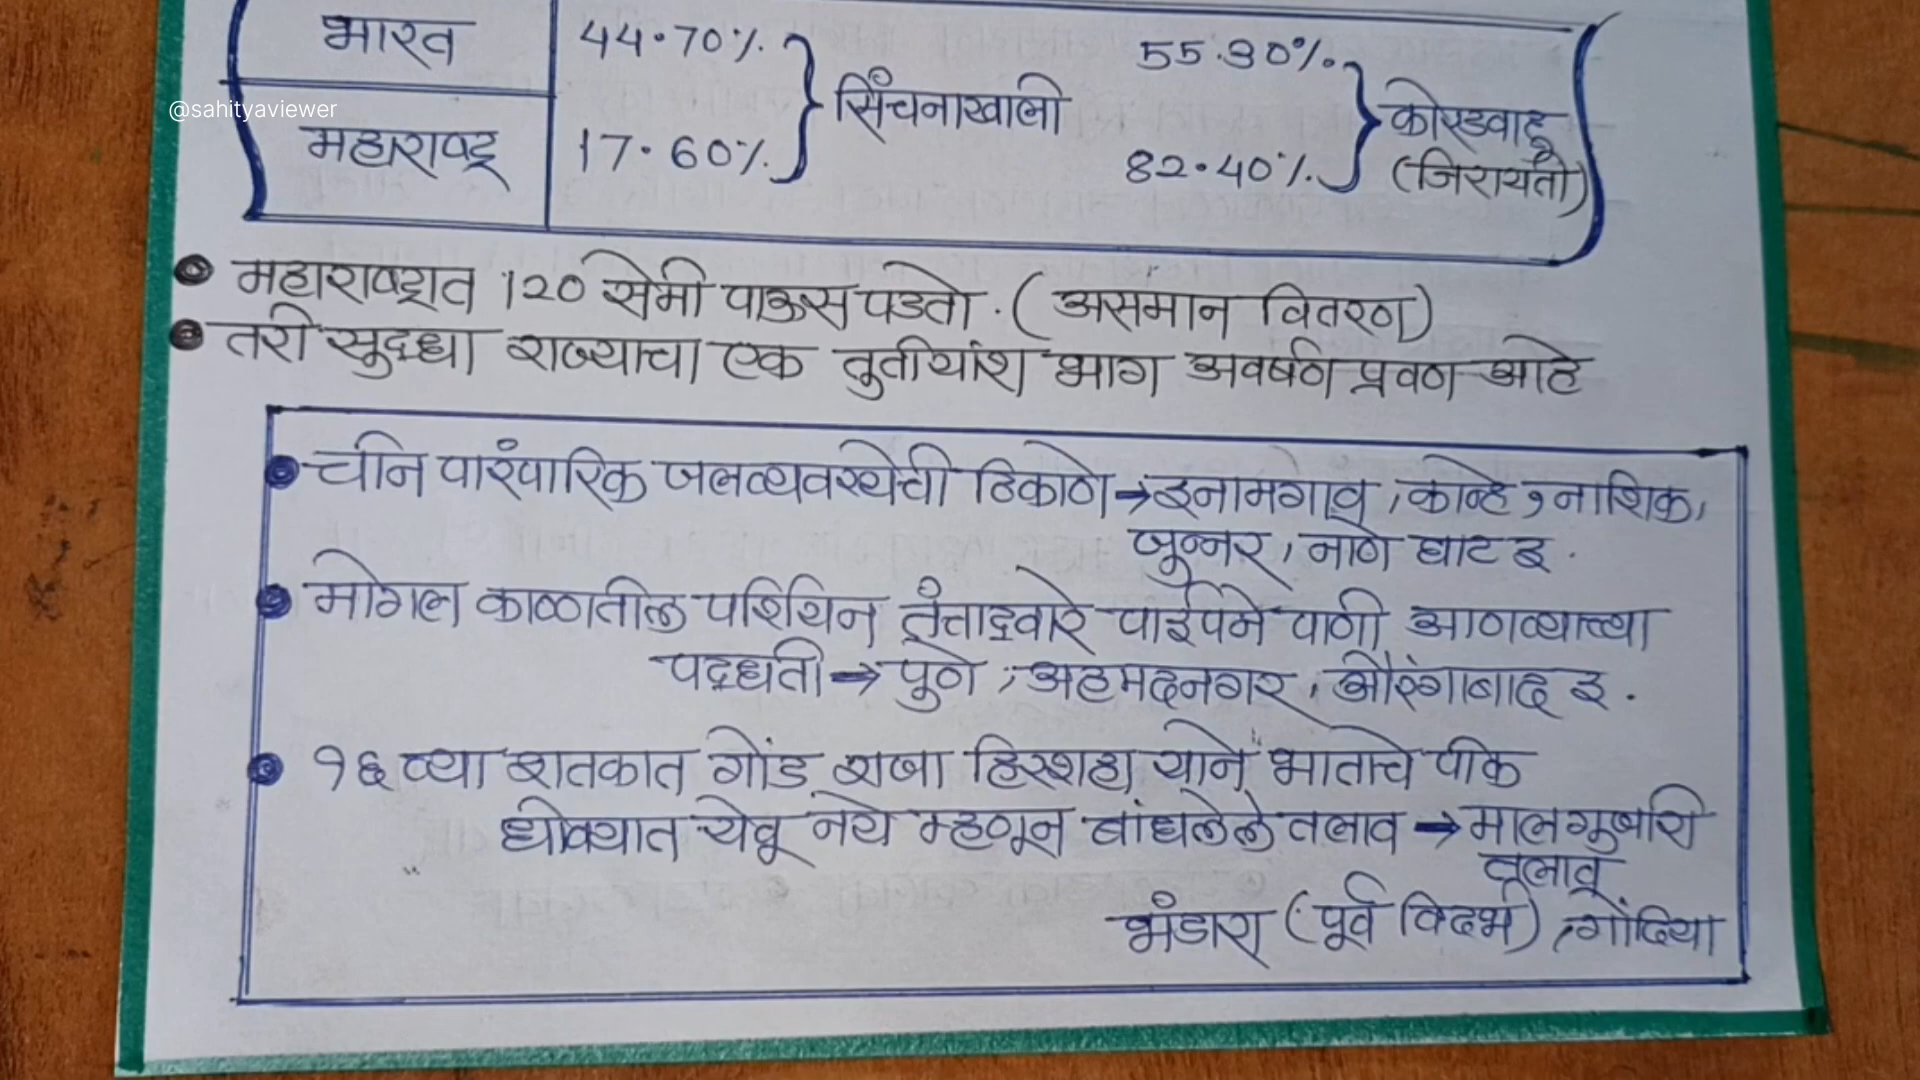 भारत 44.70%. 55.30%.
@sahityaviewer
सिंचनाखाली कोरडवाहू
महाराष्ट्र 17.60%. 82.40%. (जिरायती)
महाराष्ट्रात 120 सेमी पाऊस पडतो. (असमान वितरण)
तरी सुद्धा राज्याचा एक तृतीयांश भाग अवर्षण प्रवण आहे
चीन पारंपारिक जलव्यवस्थेची ठिकाणे → इनामगाव, कान्हे, नाशिक,
जुन्नर, नाणे घाट इ.
मोगल काळातील पर्शियन तंत्राद्वारे पाईपने पाणी आणण्याच्या
पद्धती → पुणे, अहमदनगर, औरंगाबाद इ.
१६ व्या शतकात गोंड राजा हिरशहा याने भाताचे पीक
धोक्यात येवू नये म्हणून बांधलेले तलाव → मालगुजारी
तलाव
भंडारा (पूर्व विदर्भ), गोंदिया